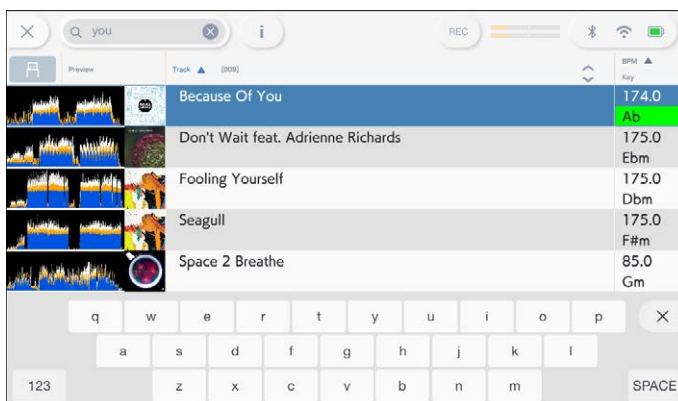 you
i
REC
Preview Track [009] BPM
Key
Because Of You 174.0
Ab
Don't Wait feat. Adrienne Richards 175.0
Ebm
Fooling Yourself 175.0
Dbm
Seagull 175.0
F#m
Space 2 Breathe 85.0
Gm
q w e r t y u i o p
a s d f g h j k l
123 z x c v b n m SPACE